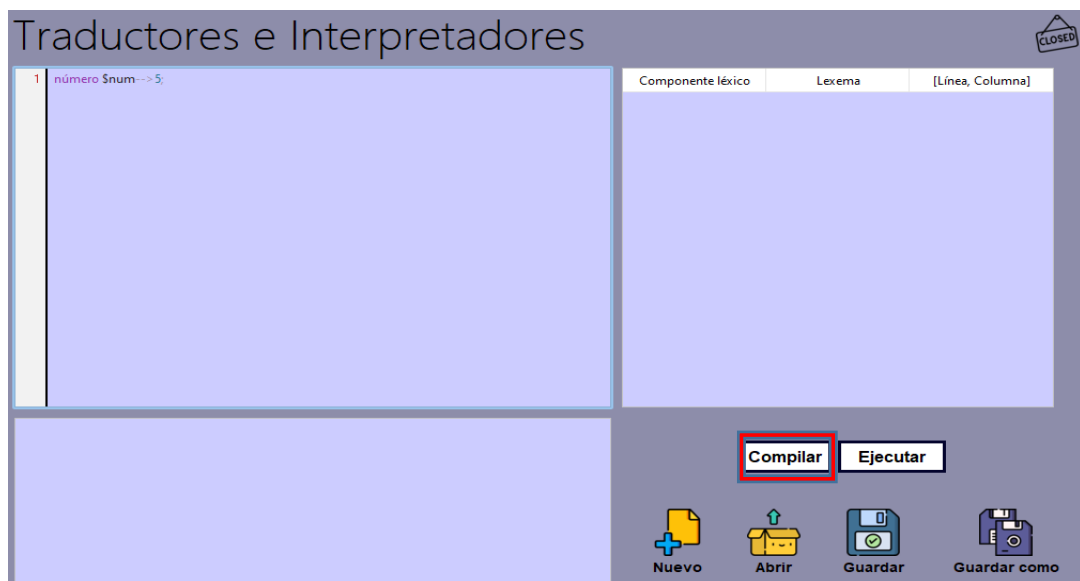 Traductores e Interpretadores
CLOSED
1 número $num-->5;
Componente léxico Lexema [Línea, Columna]
Compilar Ejecutar
Nuevo Abrir Guardar Guardar como